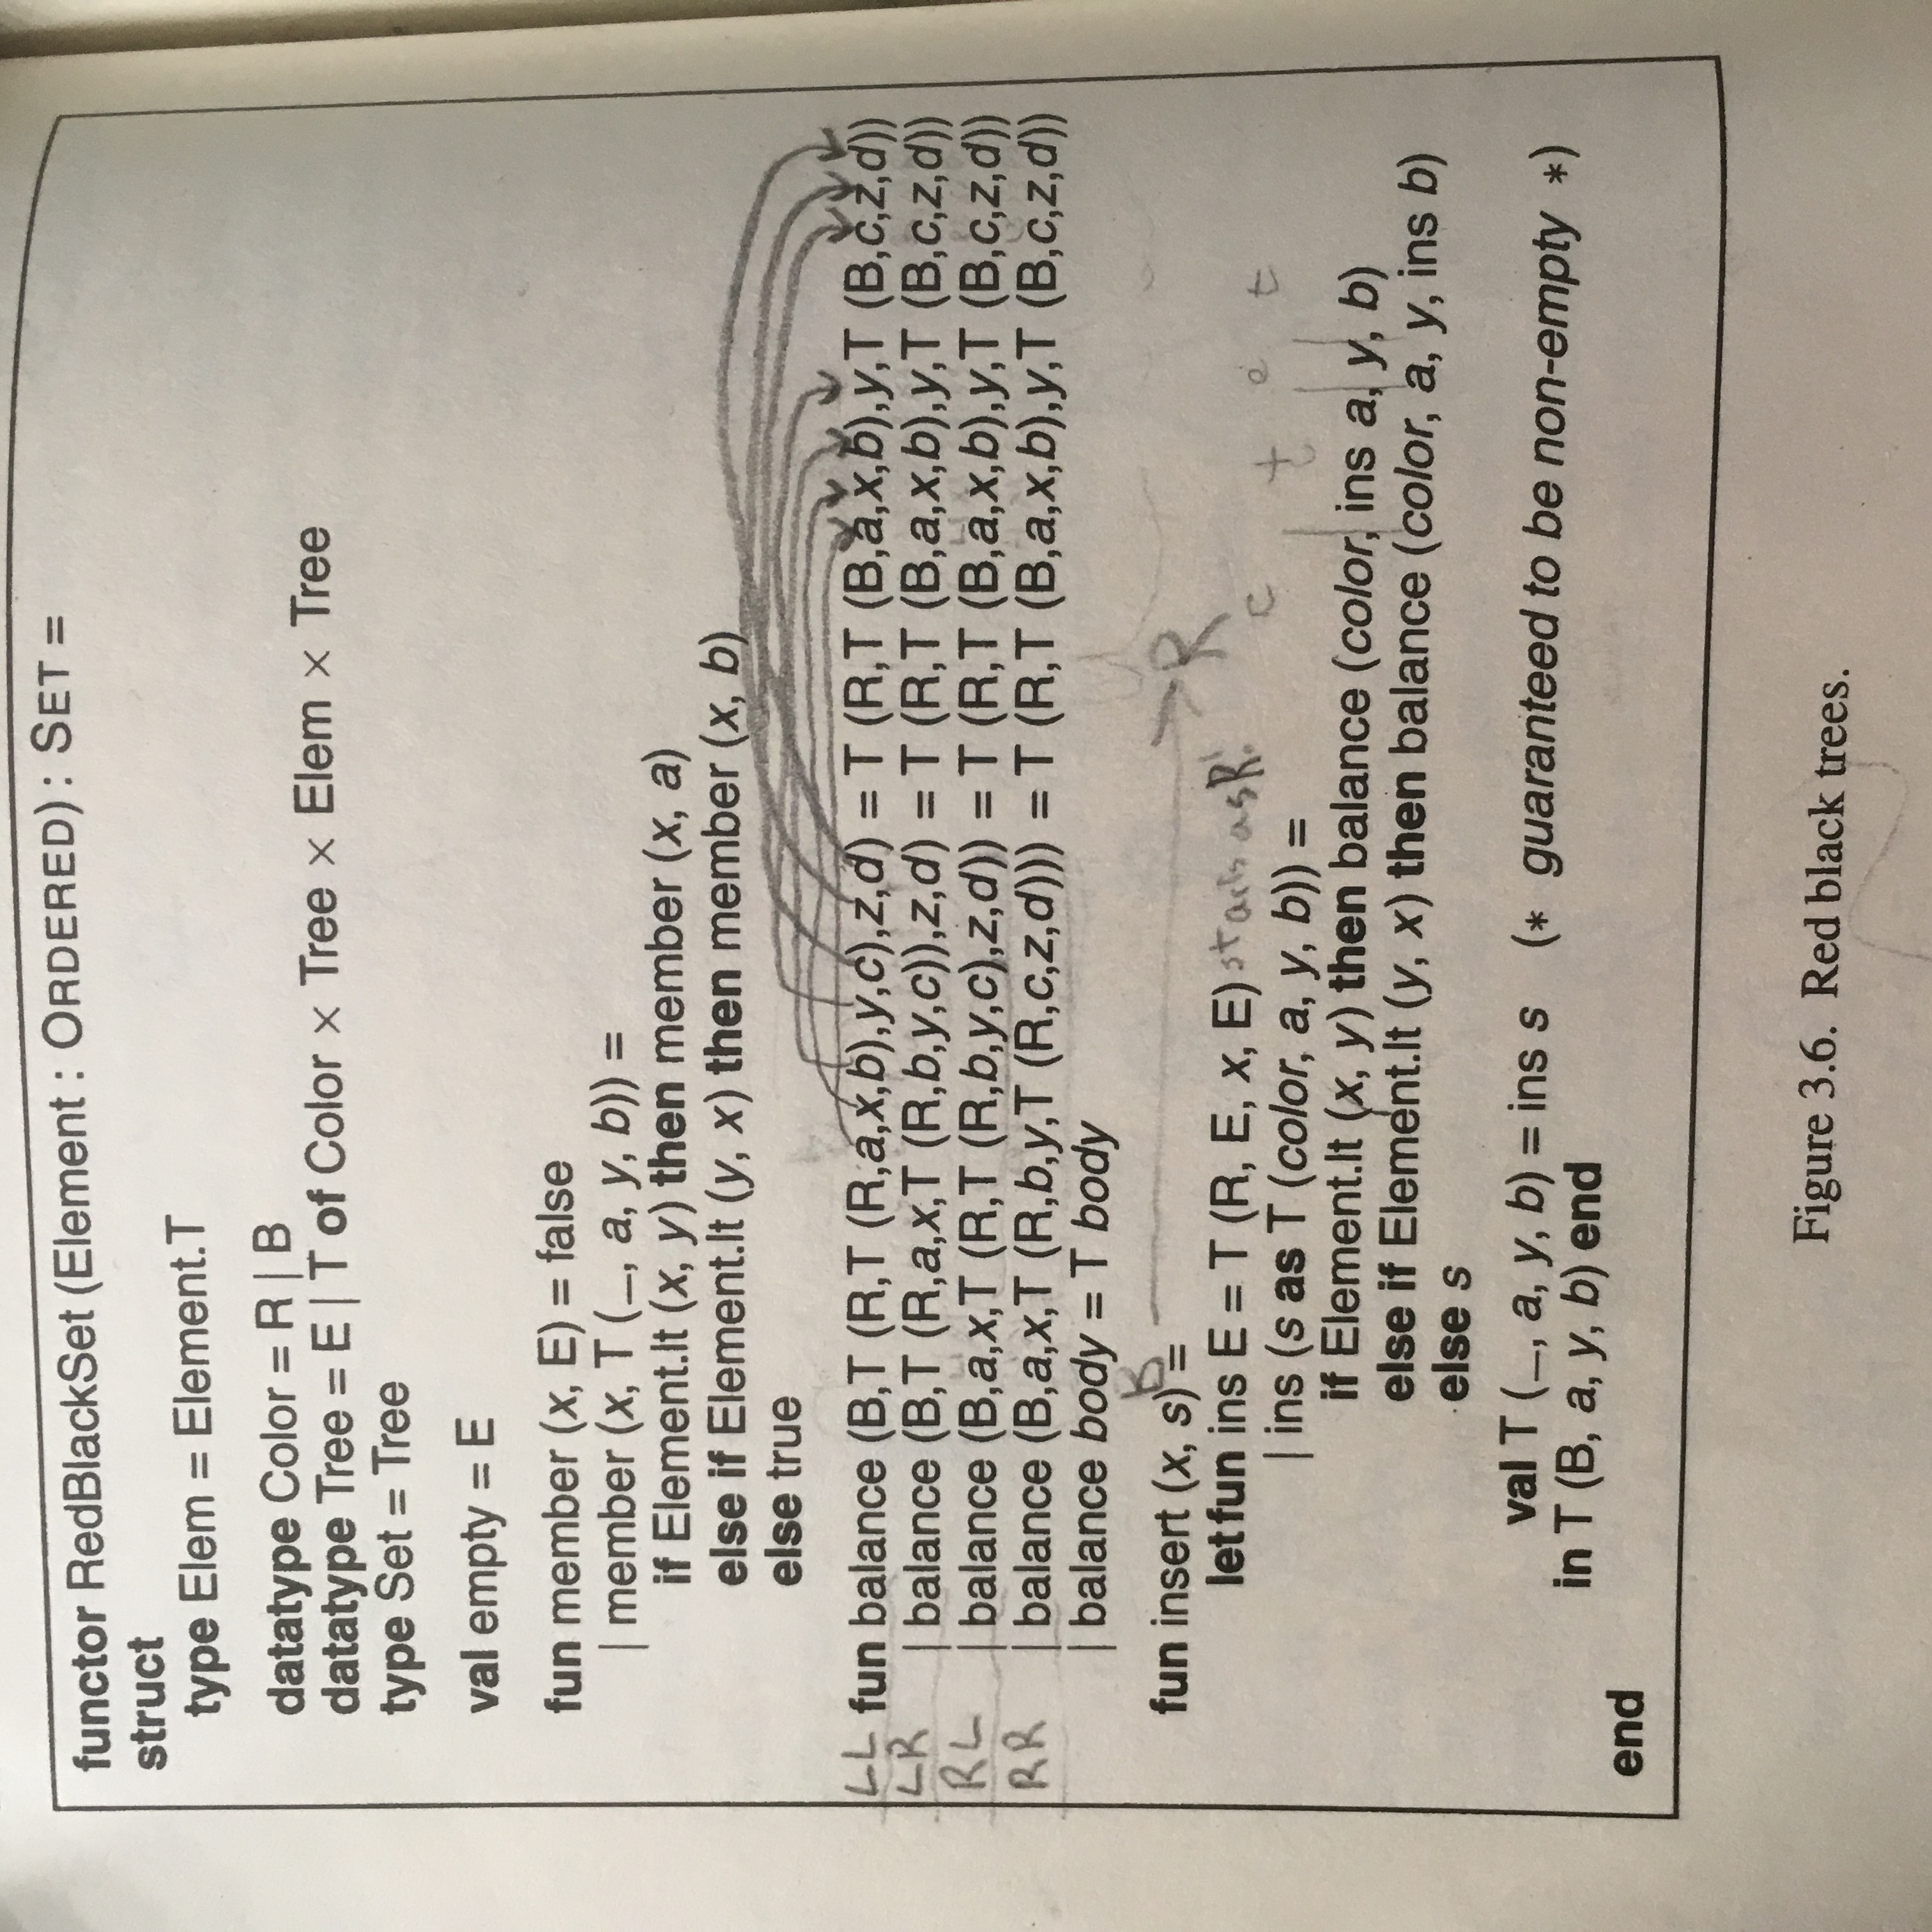 functor RedBlackSet (Element : ORDERED) : SET =
struct
type Elem = Element.T
datatype Color = R | B
datatype Tree = E | T of Color × Tree × Elem × Tree
type Set = Tree
val empty = E
fun member (x, E) = false
| member (x, T (_, a, y, b)) =
if Element.lt (x, y) then member (x, a)
else if Element.lt (y, x) then member (x, b)
else true
LL fun balance (B,T (R,T (R,a,x,b),y,c),z,d) = T (R,T (B,a,x,b),y,T (B,c,z,d))
LR | balance (B,T (R,a,x,T (R,b,y,c)),z,d) = T (R,T (B,a,x,b),y,T (B,c,z,d))
RL | balance (B,a,x,T (R,T (R,b,y,c),z,d)) = T (R,T (B,a,x,b),y,T (B,c,z,d))
RR | balance (B,a,x,T (R,b,y,T (R,c,z,d))) = T (R,T (B,a,x,b),y,T (B,c,z,d))
| balance body = T body
B R
fun insert (x, s) =
let fun ins E = T (R, E, x, E) starts as R!
c t e t
| ins (s as T (color, a, y, b)) =
if Element.lt (x, y) then balance (color, ins a, y, b)
else if Element.lt (y, x) then balance (color, a, y, ins b)
else s
val T (_, a, y, b) = ins s (* guaranteed to be non-empty *)
in T (B, a, y, b) end
end
Figure 3.6. Red black trees.